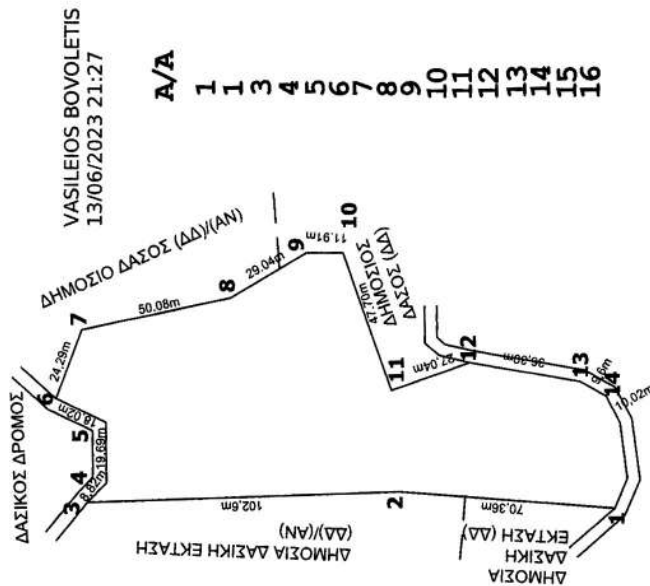 VASILEIOS BOVOLETIS
13/06/2023 21:27
A/A
1
1
3
4
5
6
7
8
9
10
11
12
13
14
15
16
ΔΑΣΙΚΟΣ ΔΡΟΜΟΣ
ΔΗΜΟΣΙΟ ΔΑΣΟΣ (ΔΔ)/(ΑΝ)
3
4
5
6
7
8
9
10
11
12
13
14
1
2
8,82m
19.69m
18.02m
24,29m
50.08m
29.04m
11.91m
47.70m
27.04m
10,02m
70,36m
102,6m
ΔΗΜΟΣΙΟΣ
ΔΑΣΟΣ (ΔΔ)
ΔΗΜΟΣΙΑ ΔΑΣΙΚΗ ΕΚΤΑΣΗ
(ΔΔ)/(ΑΝ)
ΔΗΜΟΣΙΑ
ΔΑΣΙΚΗ
ΕΚΤΑΣΗ (ΔΔ)